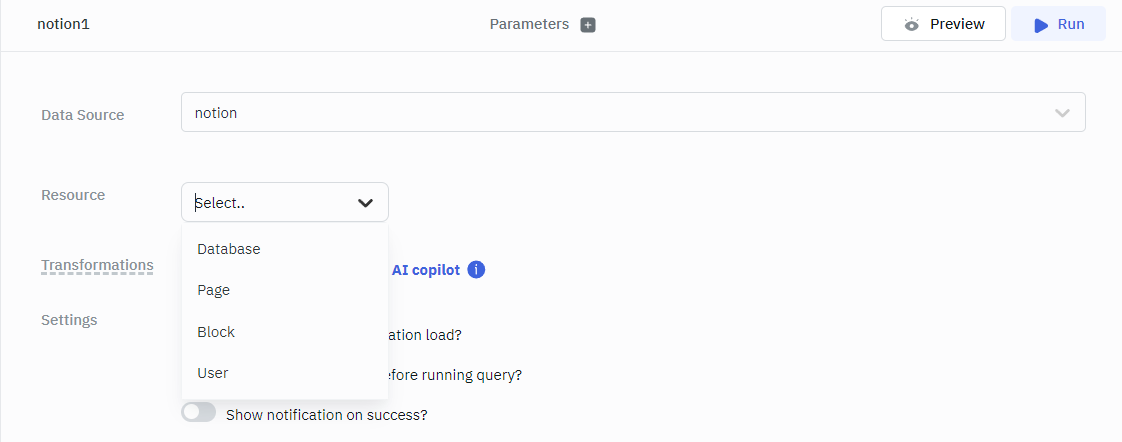 notion1
Parameters
Preview
Run
Data Source
notion
Resource
Select..
Database
Transformations
AI copilot
Page
Settings
Block
ation load?
User
efore running query?
Show notification on success?